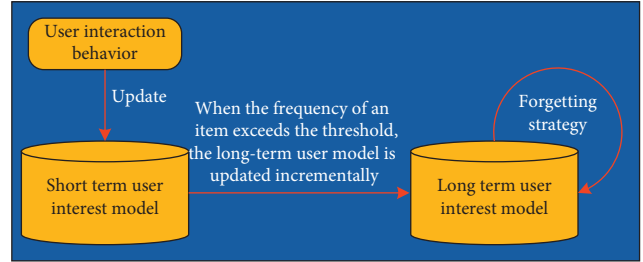 User interaction
behavior
Update
When the frequency of an
item exceeds the threshold,
the long-term user model is
updated incrementally
Forgetting
strategy
Short term user
interest model
Long term user
interest model